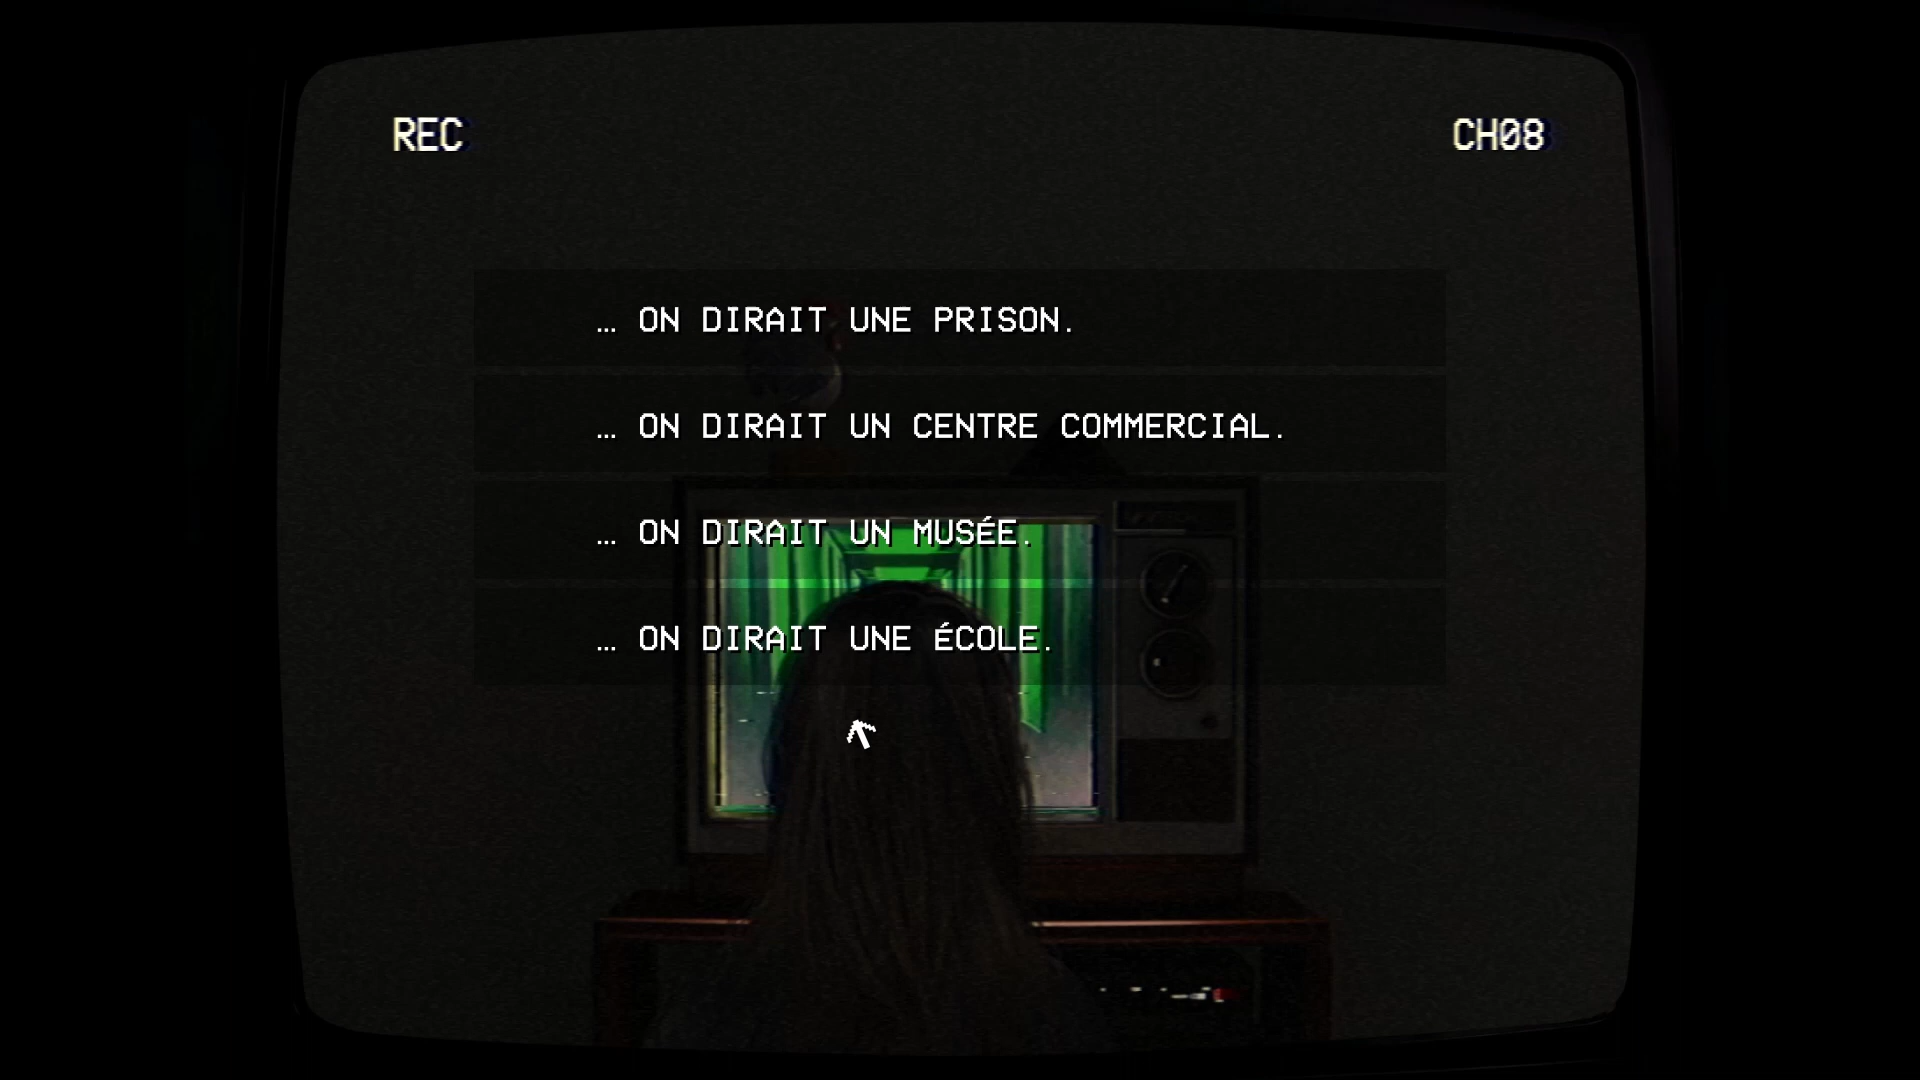 REC
CH08
… ON DIRAIT UNE PRISON.
… ON DIRAIT UN CENTRE COMMERCIAL.
… ON DIRAIT UN MUSÉE.
… ON DIRAIT UNE ÉCOLE.